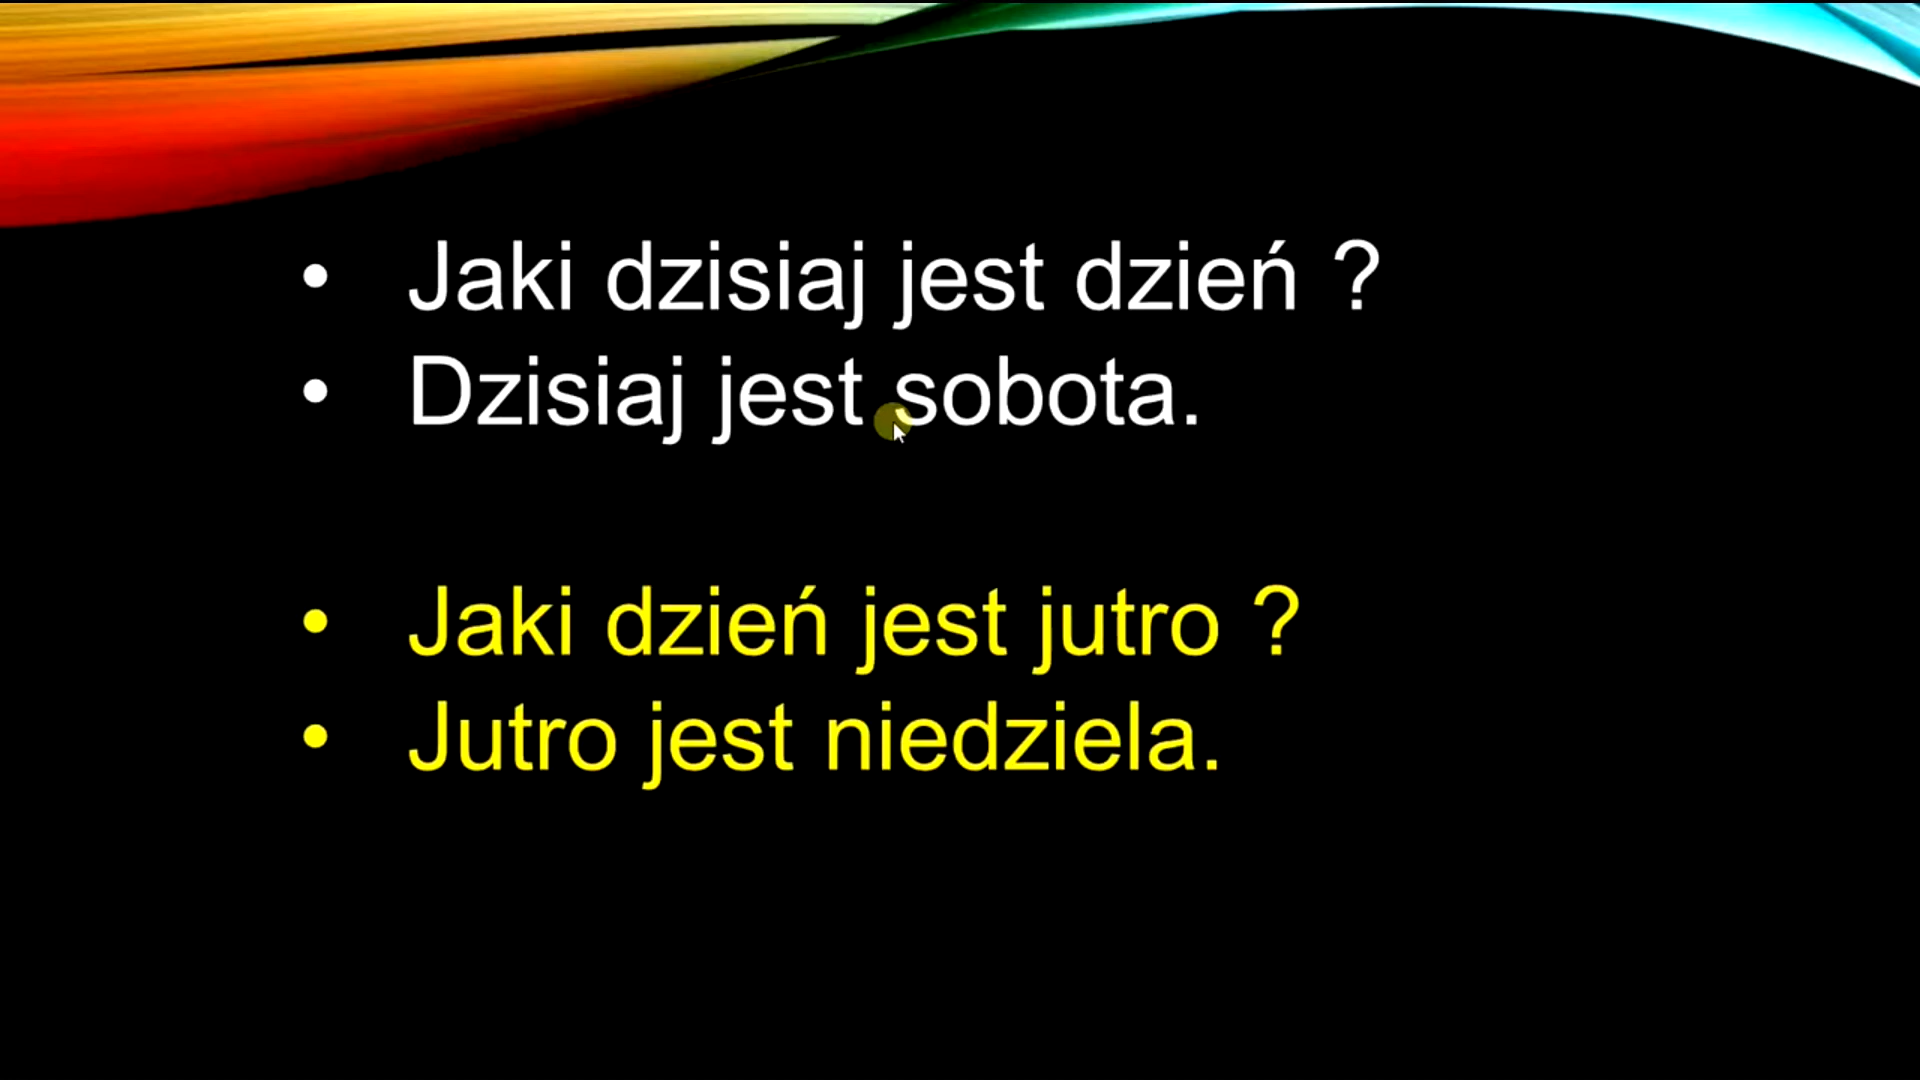 • Jaki dzisiaj jest dzień ?
• Dzisiaj jest sobota.
• Jaki dzień jest jutro ?
• Jutro jest niedziela.